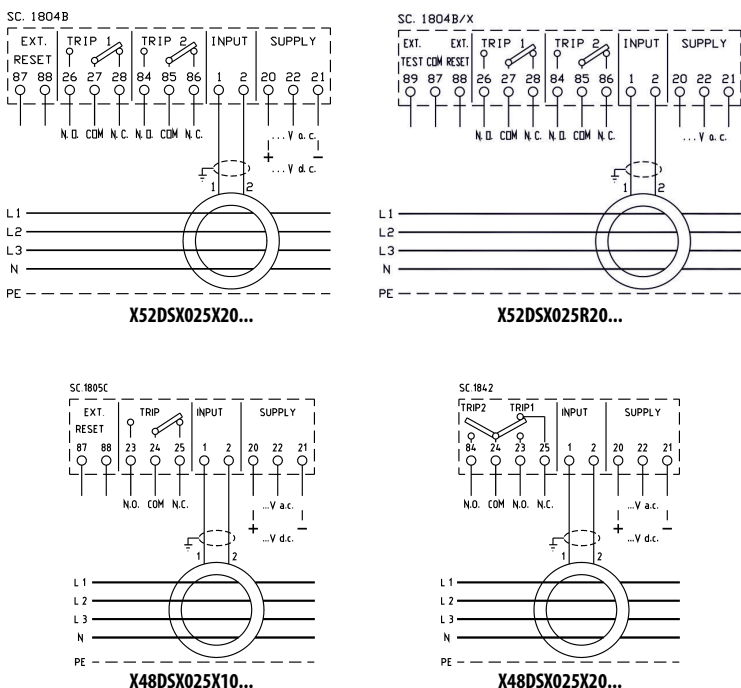 SC. 1804B
EXT. RESET TRIP 1 TRIP 2 INPUT SUPPLY
87 88 26 27 28 84 85 86 1 2 20 22 21
N.O. COM N.C. N.O. COM N.C. ... V a.c.
+ ... V d.c. –
1 2
L1
L2
L3
N
PE
X52DSX025X20...
SC. 1804B/X
EXT. TEST COM EXT. RESET TRIP 1 TRIP 2 INPUT SUPPLY
89 87 88 26 27 28 84 85 86 1 2 20 22 21
N.O. COM N.C. N.O. COM N.C. ... V a.c.
1 2
L1
L2
L3
N
PE
X52DSX025R20...
SC.1805C
EXT. RESET TRIP INPUT SUPPLY
87 88 23 24 25 1 2 20 22 21
N.O. COM N.C. ...V a.c.
+ ...V d.c. –
1 2
L 1
L 2
L 3
N
PE
X48DSX025X10...
SC.1842
TRIP2 TRIP1 INPUT SUPPLY
84 24 23 25 1 2 20 22 21
N.O. COM N.O. N.C. ...V a.c.
+ ...V d.c. –
1 2
L 1
L 2
L 3
N
PE
X48DSX025X20...